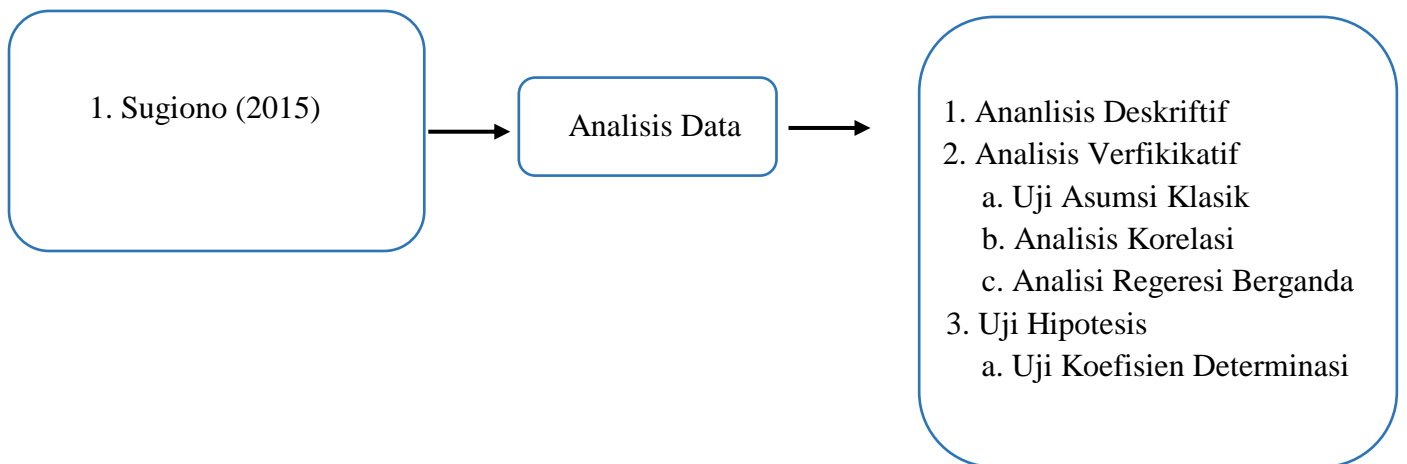 1. Sugiono (2015)
Analisis Data
1. Ananlisis Deskriftif
2. Analisis Verfikikatif
a. Uji Asumsi Klasik
b. Analisis Korelasi
c. Analisi Regeresi Berganda
3. Uji Hipotesis
a. Uji Koefisien Determinasi